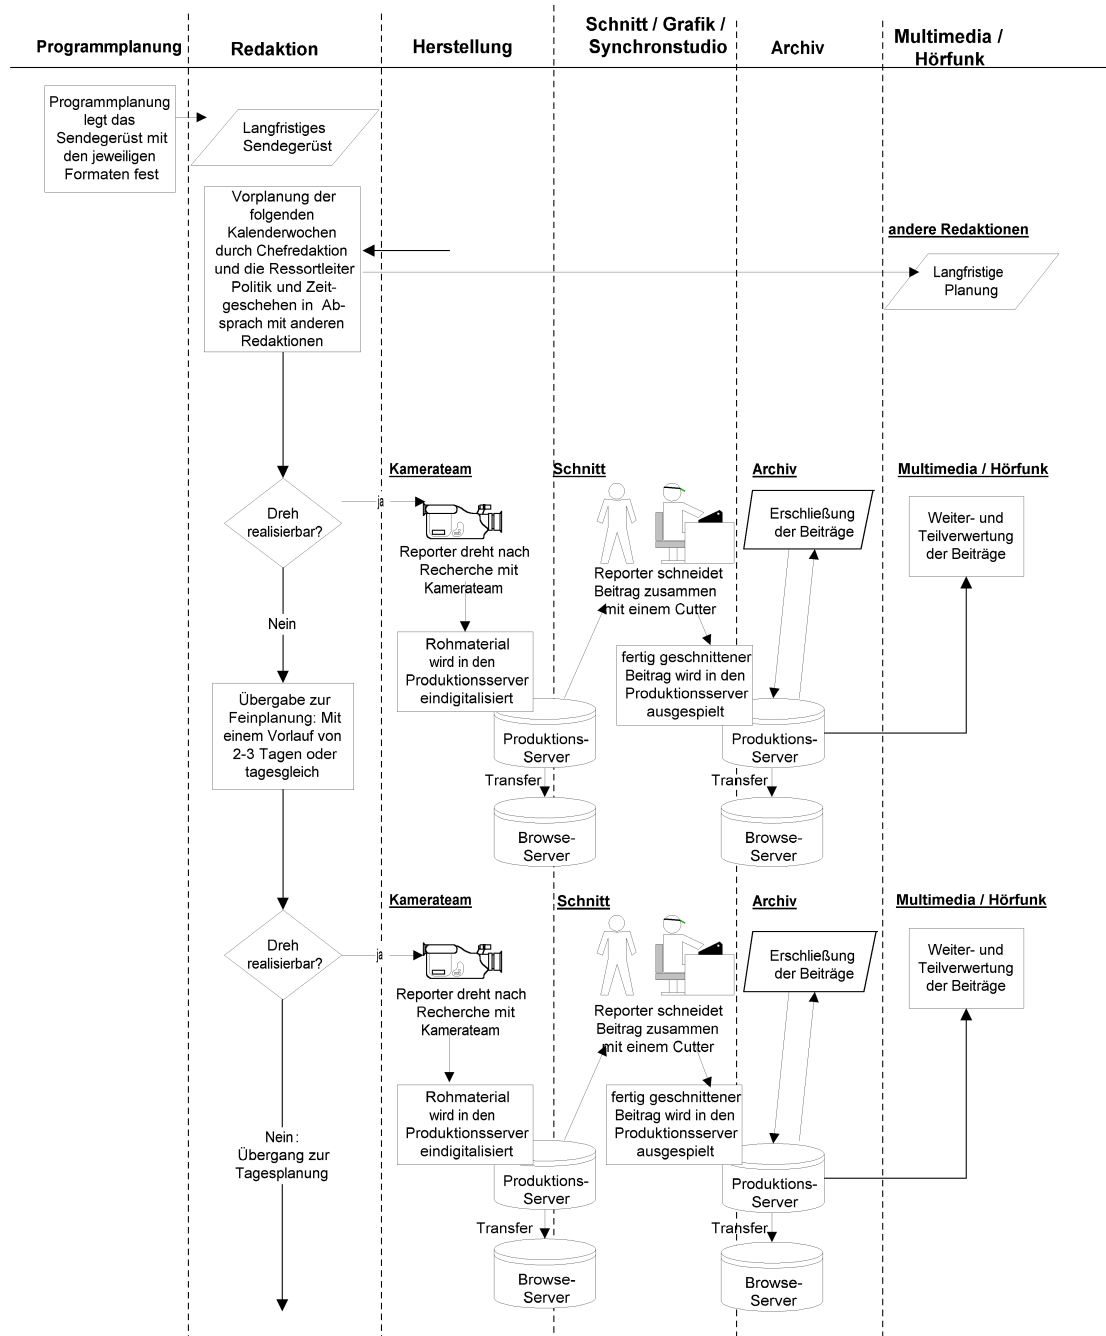 Programmplanung
Redaktion
Herstellung
Schnitt / Grafik /
Synchronstudio
Archiv
Multimedia /
Hörfunk
Programmplanung
legt das
Sendegerüst mit
den jeweiligen
Formaten fest
Langfristiges
Sendegerüst
Vorplanung der
folgenden
Kalenderwochen
durch Chefredaktion
und die Ressortleiter
Politik und Zeit-
geschehen in Ab-
sprach mit anderen
Redaktionen
andere Redaktionen
Langfristige
Planung
Kamerateam
Schnitt
Archiv
Multimedia / Hörfunk
Dreh
realisierbar?
ja
Reporter dreht nach
Recherche mit
Kamerateam
Reporter schneidet
Beitrag zusammen
mit einem Cutter
Erschließung
der Beiträge
Weiter- und
Teilverwertung
der Beiträge
Nein
Rohmaterial
wird in den
Produktionsserver
eindigitalisiert
fertig geschnittener
Beitrag wird in den
Produktionsserver
ausgespielt
Übergabe zur
Feinplanung: Mit
einem Vorlauf von
2-3 Tagen oder
tagesgleich
Produktions-
Server
Transfer
Browse-
Server
Produktions-
Server
Transfer
Browse-
Server
Kamerateam
Schnitt
Archiv
Multimedia / Hörfunk
Dreh
realisierbar?
ja
Reporter dreht nach
Recherche mit
Kamerateam
Reporter schneidet
Beitrag zusammen
mit einem Cutter
Erschließung
der Beiträge
Weiter- und
Teilverwertung
der Beiträge
Rohmaterial
wird in den
Produktionsserver
eindigitalisiert
fertig geschnittener
Beitrag wird in den
Produktionsserver
ausgespielt
Nein:
Übergang zur
Tagesplanung
Produktions-
Server
Transfer
Browse-
Server
Produktions-
Server
Transfer
Browse-
Server